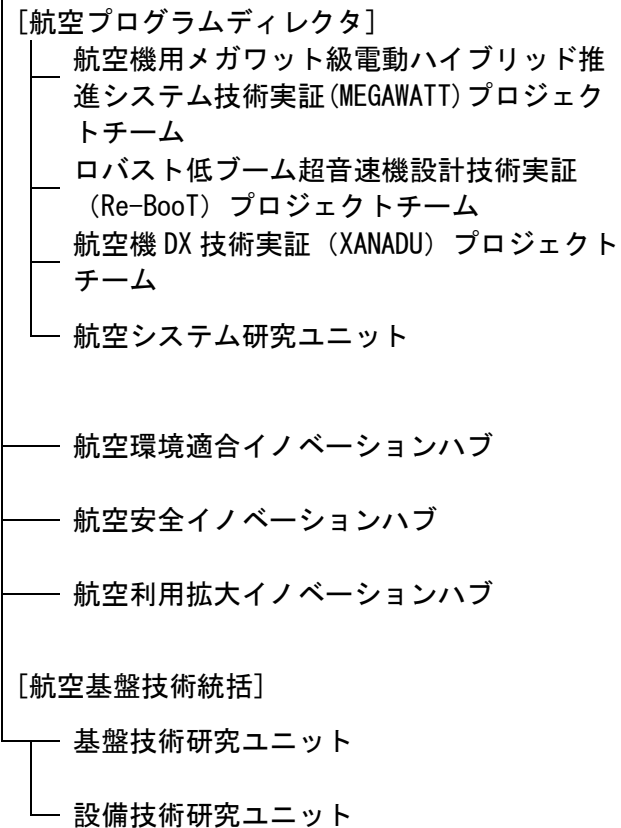 [航空プログラムディレクタ]
航空機用メガワット級電動ハイブリッド推
進システム技術実証(MEGAWATT)プロジェク
トチーム
ロバスト低ブーム超音速機設計技術実証
（Re-BooT）プロジェクトチーム
航空機 DX 技術実証（XANADU）プロジェクト
チーム
航空システム研究ユニット
航空環境適合イノベーションハブ
航空安全イノベーションハブ
航空利用拡大イノベーションハブ
[航空基盤技術統括]
基盤技術研究ユニット
設備技術研究ユニット